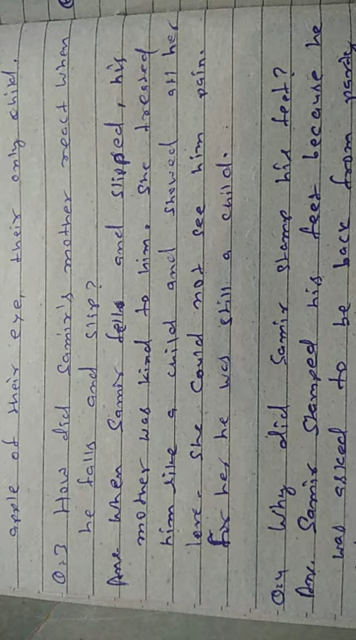 apple of their eye, their only child.
Q:3 How did Samir's mother react when
he falls and slip?
Ans When Samir fells and slipped, his
mother was kind to him. She treated
him like a child and showed all her
love. She could not see him pain.
for her he was still a child.
Q:4 Why did Samir stamp his feet?
Ans. Samir stamped his feet because he
was asked to be back from party